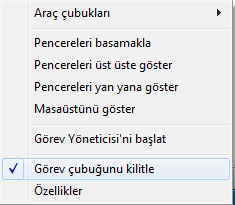 Araç çubukları
Pencereleri basamakla
Pencereleri üst üste göster
Pencereleri yan yana göster
Masaüstünü göster
Görev Yöneticisi'ni başlat
Görev çubuğunu kilitle
Özellikler